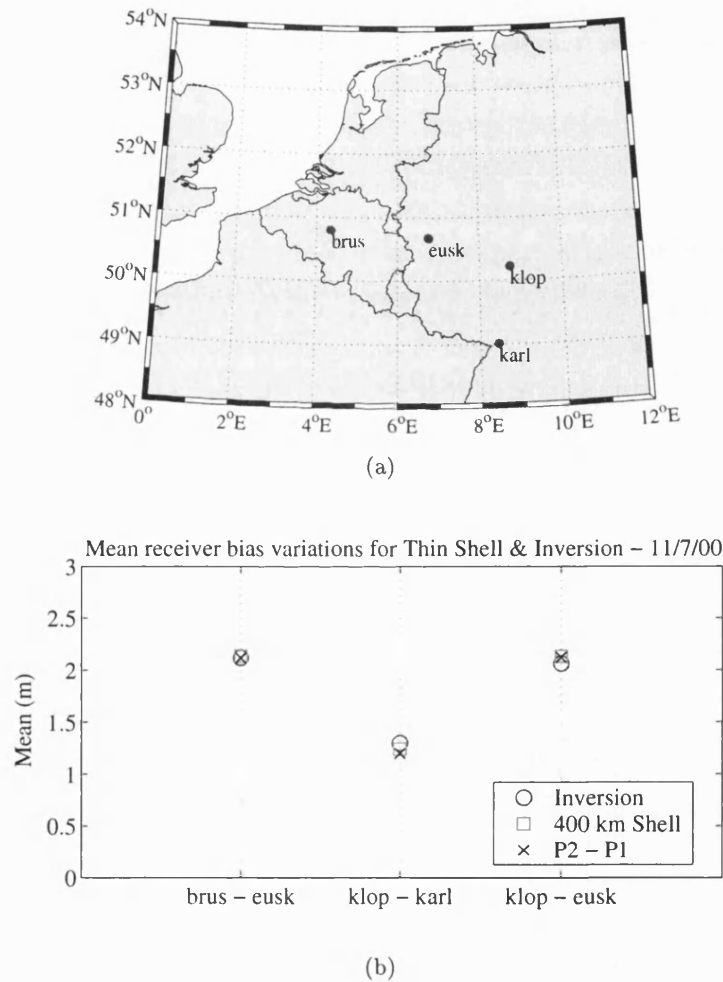 54°N
53°N
52°N
51°N
50°N
49°N
48°N
brus
eusk
klop
karl
0° 2°E 4°E 6°E 8°E 10°E 12°E
(a)
Mean receiver bias variations for Thin Shell & Inversion – 11/7/00
3
2.5
2
1.5
1
0.5
0
Mean (m)
Inversion
400 km Shell
P2 – P1
brus – eusk klop – karl klop – eusk
(b)